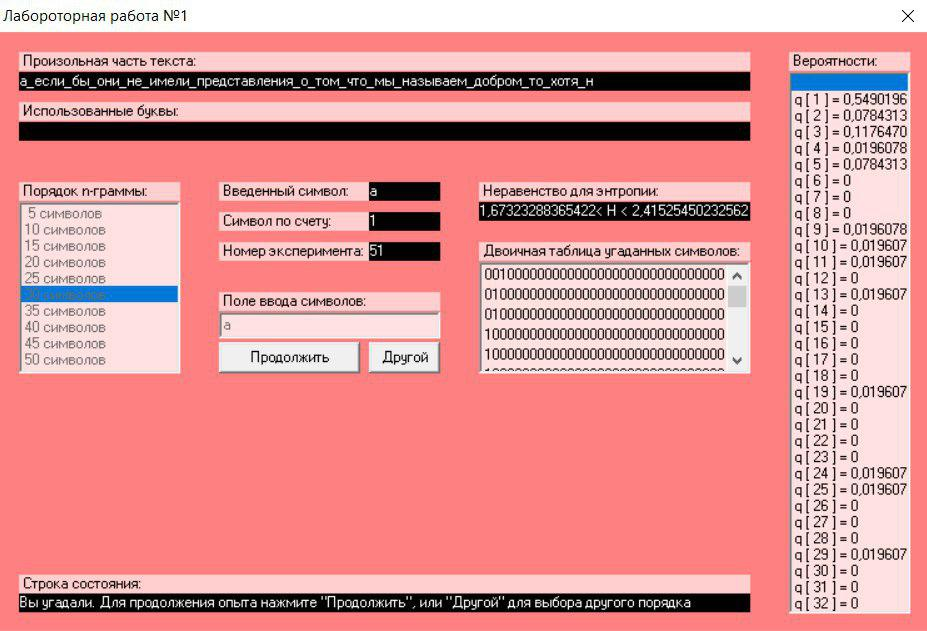 Лабороторная работа №1
Произольная часть текста:
а_если_бы_они_не_имели_представления_о_том_что_мы_называем_добром_то_хотя_н
Использованные буквы:
Порядок n-граммы:
5 символов
10 символов
15 символов
20 символов
25 символов
35 символов
40 символов
45 символов
50 символов
Введенный символ: а
Символ по счету: 1
Номер эксперимента: 51
Поле ввода символов:
а
Продолжить
Другой
Неравенство для энтропии:
1,67323288365422< H < 2,41525450232562
Двоичная таблица угаданных символов:
00100000000000000000000000000000
01000000000000000000000000000000
01000000000000000000000000000000
10000000000000000000000000000000
10000000000000000000000000000000
Вероятности:
q [ 1 ] = 0,5490196
q [ 2 ] = 0,0784313
q [ 3 ] = 0,1176470
q [ 4 ] = 0,0196078
q [ 5 ] = 0,0784313
q [ 6 ] = 0
q [ 7 ] = 0
q [ 8 ] = 0
q [ 9 ] = 0,0196078
q [ 10 ] = 0,019607
q [ 11 ] = 0,019607
q [ 12 ] = 0
q [ 13 ] = 0,019607
q [ 14 ] = 0
q [ 15 ] = 0
q [ 16 ] = 0
q [ 17 ] = 0
q [ 18 ] = 0
q [ 19 ] = 0,019607
q [ 20 ] = 0
q [ 21 ] = 0
q [ 22 ] = 0
q [ 23 ] = 0
q [ 24 ] = 0,019607
q [ 25 ] = 0,019607
q [ 26 ] = 0
q [ 27 ] = 0
q [ 28 ] = 0
q [ 29 ] = 0,019607
q [ 30 ] = 0
q [ 31 ] = 0
q [ 32 ] = 0
Строка состояния:
Вы угадали. Для продолжения опыта нажмите "Продолжить", или "Другой" для выбора другого порядка